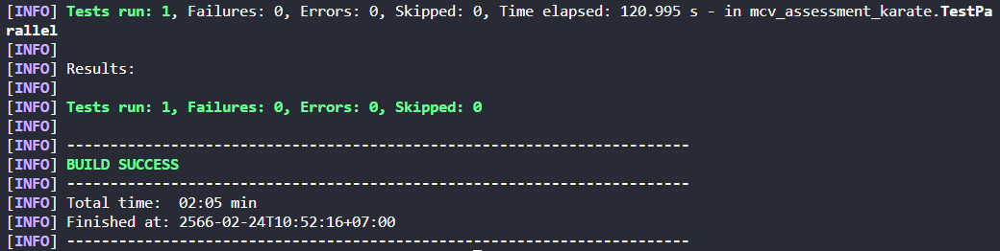 [INFO] Tests run: 1, Failures: 0, Errors: 0, Skipped: 0, Time elapsed: 120.995 s - in mcv_assessment_karate.TestPa
rallel
[INFO]
[INFO] Results:
[INFO]
[INFO] Tests run: 1, Failures: 0, Errors: 0, Skipped: 0
[INFO]
[INFO] ------------------------------------------------------------------------
[INFO] BUILD SUCCESS
[INFO] ------------------------------------------------------------------------
[INFO] Total time:  02:05 min
[INFO] Finished at: 2566-02-24T10:52:16+07:00
[INFO] ------------------------------------------------------------------------